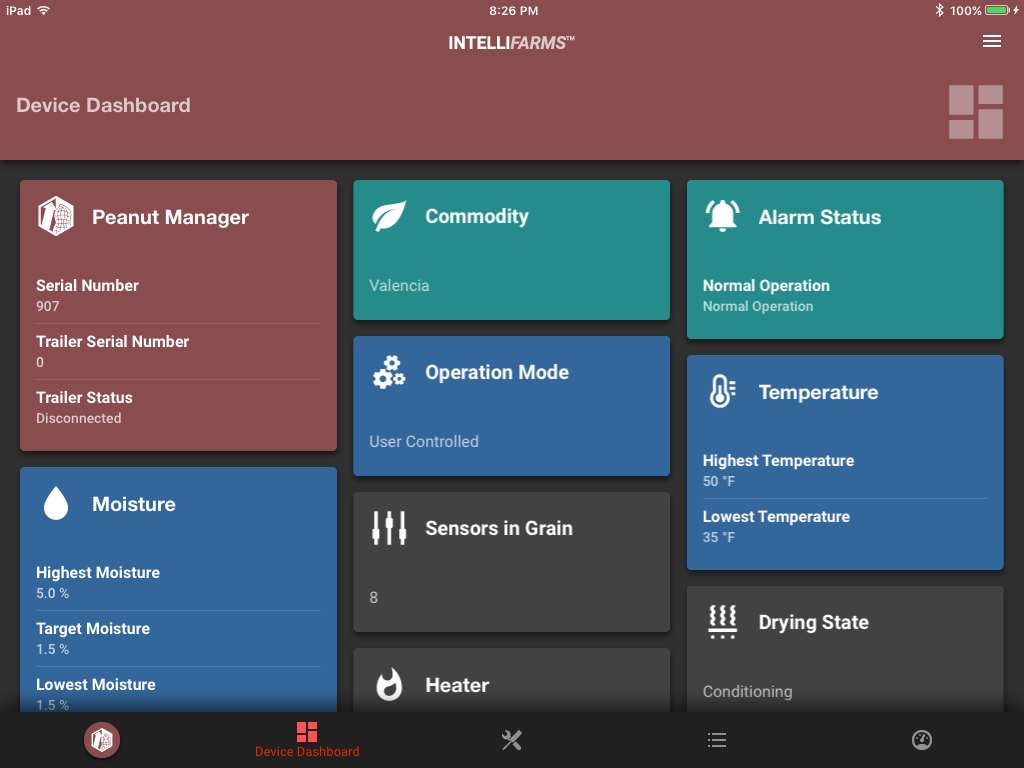 iPad
8:26 PM
100%
INTELLIFARMS™
Device Dashboard
Peanut Manager
Serial Number
907
Trailer Serial Number
0
Trailer Status
Disconnected
Moisture
Highest Moisture
5.0 %
Target Moisture
1.5 %
Lowest Moisture
1.5 %
Commodity
Valencia
Operation Mode
User Controlled
Sensors in Grain
8
Heater
Alarm Status
Normal Operation
Normal Operation
Temperature
Highest Temperature
50 °F
Lowest Temperature
35 °F
Drying State
Conditioning
Device Dashboard